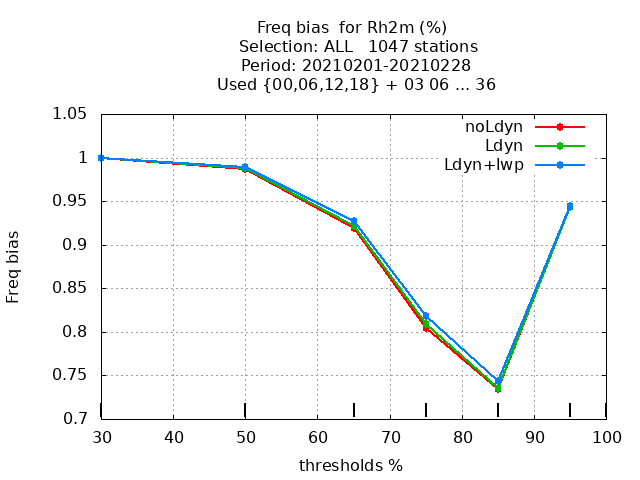 Freq bias  for Rh2m (%)
Selection: ALL   1047 stations
Period: 20210201-20210228
Used {00,06,12,18} + 03 06 ... 36
noLdyn
Ldyn
Ldyn+lwp
1.05
1
0.95
0.9
0.85
0.8
0.75
0.7
Freq bias
30 40 50 60 70 80 90 100
thresholds %